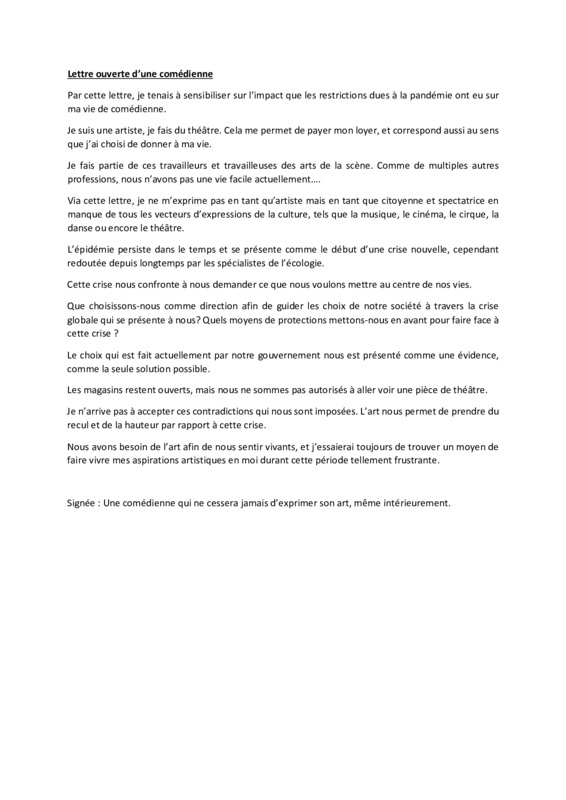 Lettre ouverte d'une comédienne
Par cette lettre, je tenais à sensibiliser sur l'impact que les restrictions dues à la pandémie ont eu sur
ma vie de comédienne.
Je suis une artiste, je fais du théâtre. Cela me permet de payer mon loyer, et correspond aussi au sens
que j'ai choisi de donner à ma vie.
Je fais partie de ces travailleurs et travailleuses des arts de la scène. Comme de multiples autres
professions, nous n'avons pas une vie facile actuellement….
Via cette lettre, je ne m'exprime pas en tant qu'artiste mais en tant que citoyenne et spectatrice en
manque de tous les vecteurs d'expressions de la culture, tels que la musique, le cinéma, le cirque, la
danse ou encore le théâtre.
L'épidémie persiste dans le temps et se présente comme le début d'une crise nouvelle, cependant
redoutée depuis longtemps par les spécialistes de l'écologie.
Cette crise nous confronte à nous demander ce que nous voulons mettre au centre de nos vies.
Que choisissons-nous comme direction afin de guider les choix de notre société à travers la crise
globale qui se présente à nous? Quels moyens de protections mettons-nous en avant pour faire face à
cette crise ?
Le choix qui est fait actuellement par notre gouvernement nous est présenté comme une évidence,
comme la seule solution possible.
Les magasins restent ouverts, mais nous ne sommes pas autorisés à aller voir une pièce de théâtre.
Je n'arrive pas à accepter ces contradictions qui nous sont imposées. L'art nous permet de prendre du
recul et de la hauteur par rapport à cette crise.
Nous avons besoin de l'art afin de nous sentir vivants, et j'essaierai toujours de trouver un moyen de
faire vivre mes aspirations artistiques en moi durant cette période tellement frustrante.
Signée : Une comédienne qui ne cessera jamais d'exprimer son art, même intérieurement.